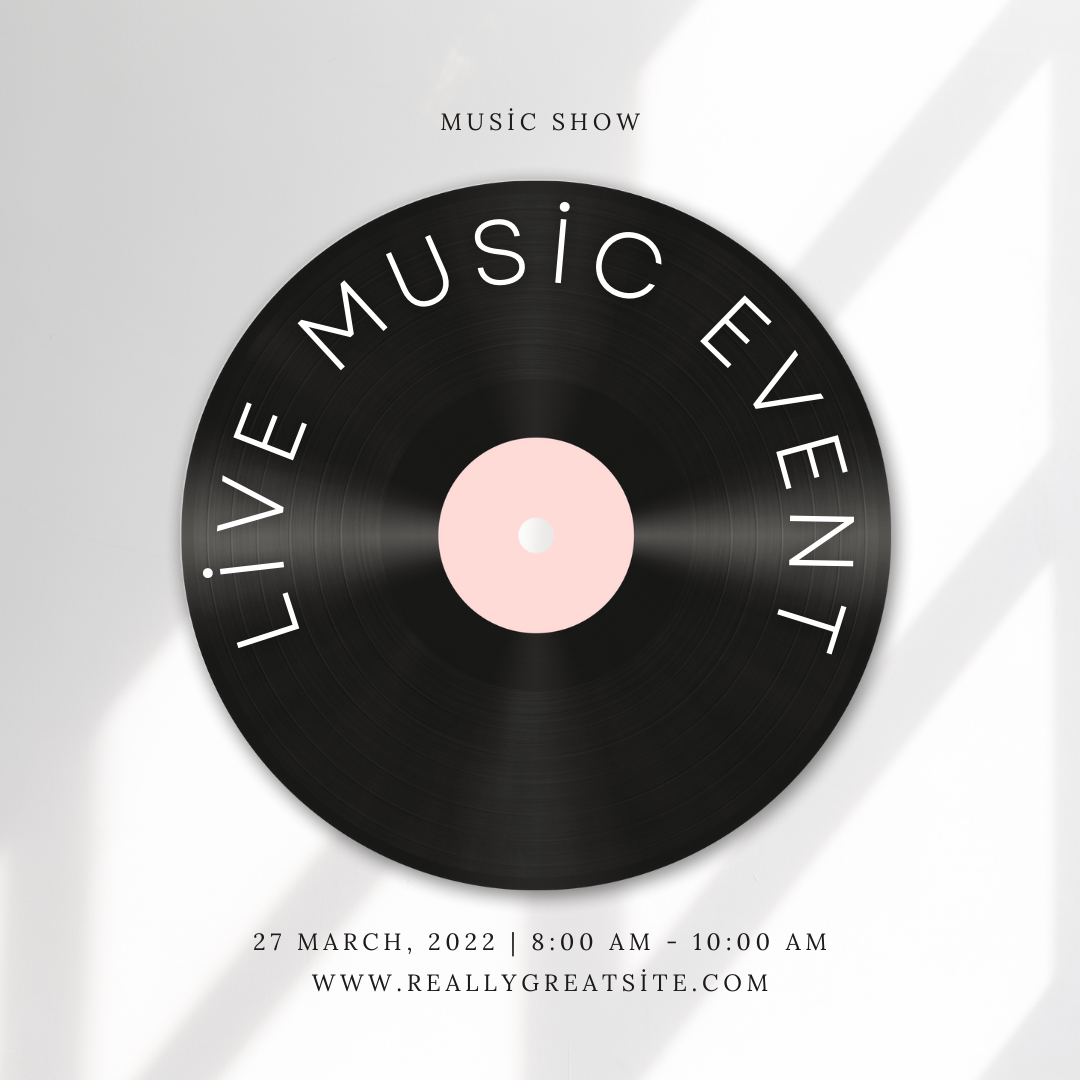 MUSİC SHOW
LİVE MUSİC EVENT
27 MARCH, 2022 | 8:00 AM - 10:00 AM
WWW.REALLYGREATSİTE.COM